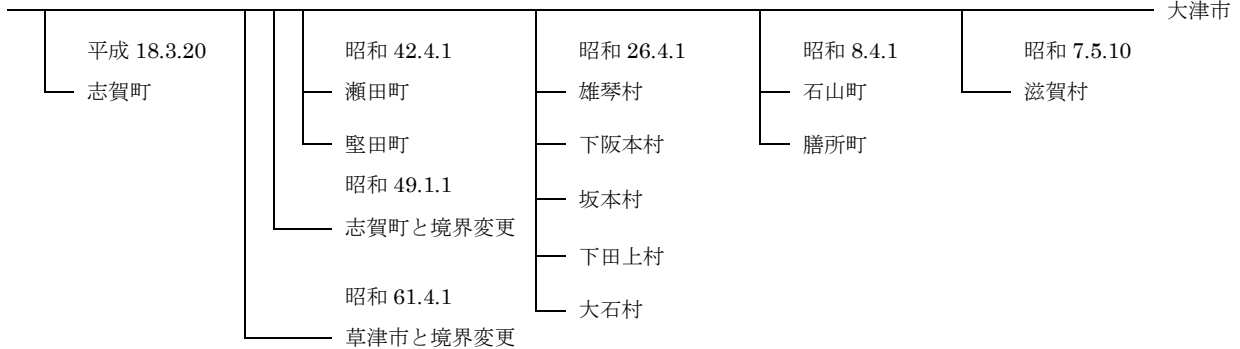 大津市
平成 18.3.20
志賀町
昭和 42.4.1
瀬田町
堅田町
昭和 49.1.1
志賀町と境界変更
昭和 61.4.1
草津市と境界変更
昭和 26.4.1
雄琴村
下阪本村
坂本村
下田上村
大石村
昭和 8.4.1
石山町
膳所町
昭和 7.5.10
滋賀村